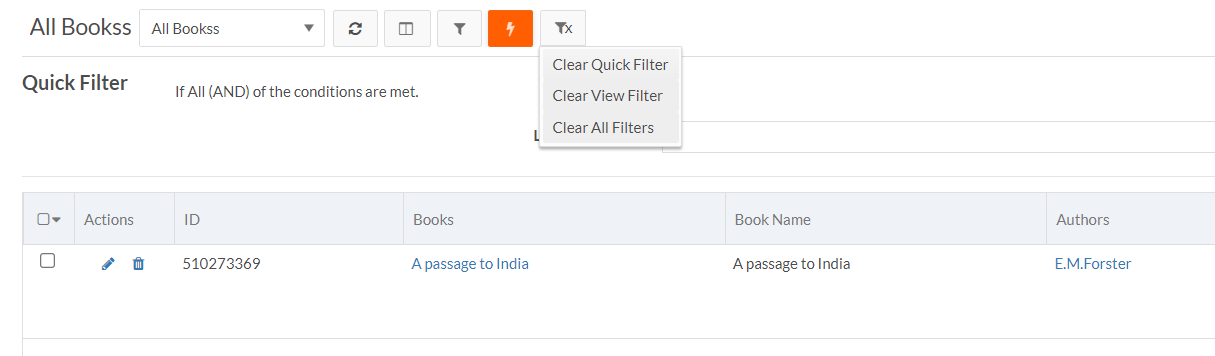 All Bookss All Bookss
Clear Quick Filter
Quick Filter If All (AND) of the conditions are met.
Clear View Filter
Clear All Filters
L
Actions ID Books Book Name Authors
510273369 A passage to India A passage to India E.M.Forster